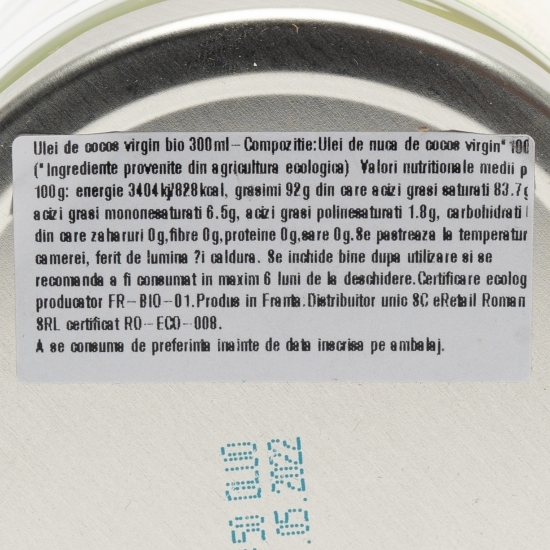 Ulei de cocos virgin bio 300ml-Compozitie:Ulei de nuca de cocos virgin* 100
(*Ingrediente provenite din agricultura ecologica) Valori nutritionale medii p
100g: energie 3404kj/828kcal, grasimi 92g din care acizi grasi saturati 83.7g
acizi grasi mononesaturati 6.5g, acizi grasi polinesaturati 1.8g, carbohidrati
din care zaharuri 0g,fibre 0g,proteine 0g,sare 0g.Se pastreaza la temperatur
camerei, ferit de lumina ?i caldura. Se inchide bine dupa utilizare si se
recomanda a fi consumat in maxim 6 luni de la deschidere.Certificare ecolog
producator FR-BIO-01.Produs in Franta.Distribuitor unic SC eRetail Roman
SRL certificat RO-ECO-008.
A se consuma de preferinta inainte de data inscrisa pe ambalaj.
.05.2022